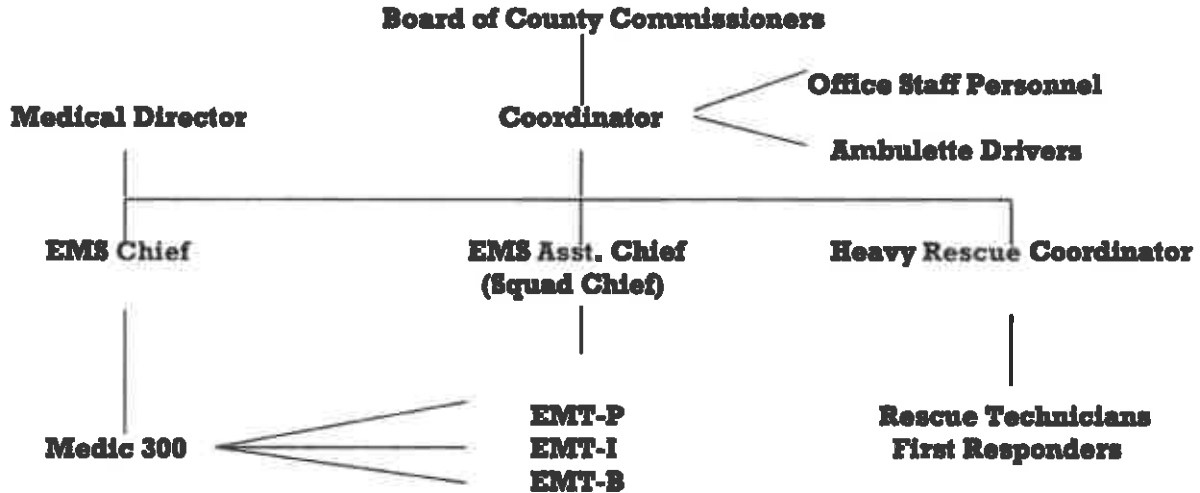 Board of County Commissioners
Office Staff Personnel
Medical Director
Coordinator
Ambulette Drivers
EMS Chief
EMS Asst. Chief
(Squad Chief)
Heavy Rescue Coordinator
Medic 300
EMT-P
EMT-I
EMT-B
Rescue Technicians
First Responders